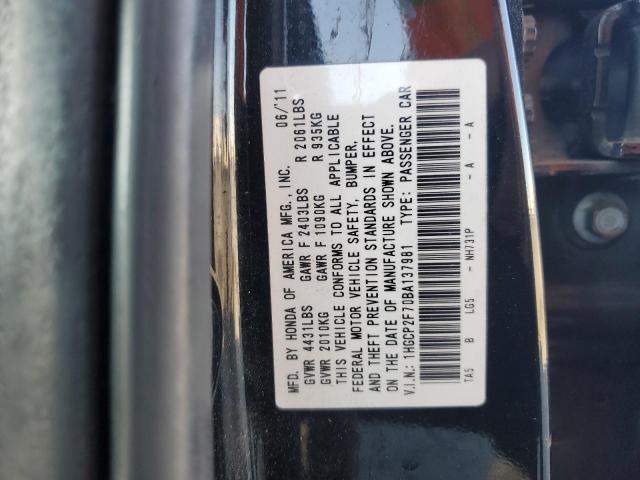 MFD. BY HONDA OF AMERICA MFG., INC. 06/'11
GVWR 4431LBS GAWR F 2403LBS R 2061LBS
GVWR 2010KG GAWR F 1090KG R 935KG
THIS VEHICLE CONFORMS TO ALL APPLICABLE
FEDERAL MOTOR VEHICLE SAFETY, BUMPER,
AND THEFT PREVENTION STANDARDS IN EFFECT
ON THE DATE OF MANUFACTURE SHOWN ABOVE.
V.I.N.: 1HGCP2F70BA137981 TYPE: PASSENGER CAR
TA5 B LG5 - NH731P - A - A